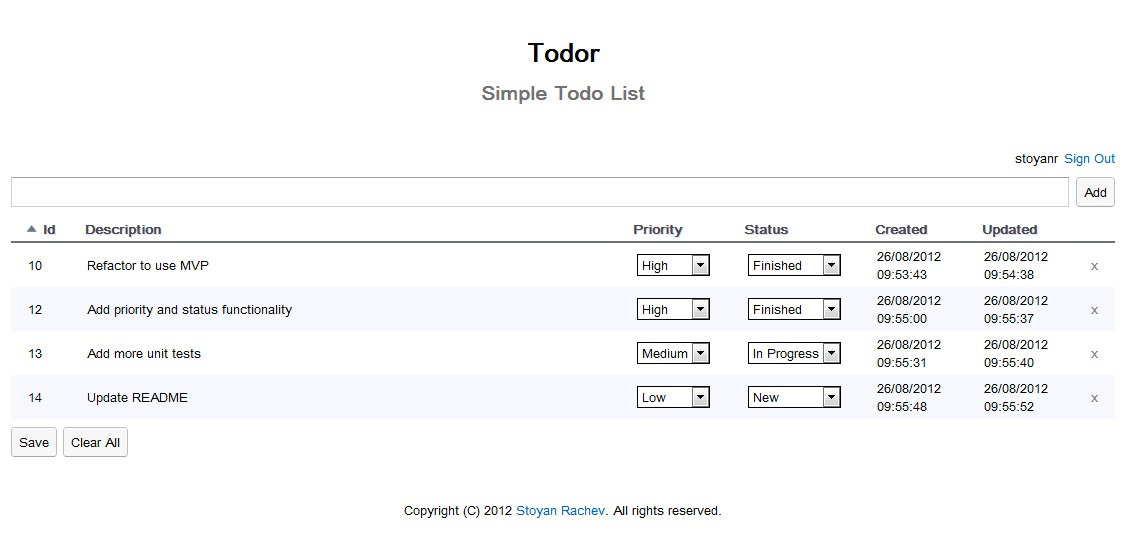 Todor
Simple Todo List
stoyanr Sign Out
Add
Id Description Priority Status Created Updated
10 Refactor to use MVP High Finished 26/08/2012 09:53:43 26/08/2012 09:54:38 x
12 Add priority and status functionality High Finished 26/08/2012 09:55:00 26/08/2012 09:55:37 x
13 Add more unit tests Medium In Progress 26/08/2012 09:55:31 26/08/2012 09:55:40 x
14 Update README Low New 26/08/2012 09:55:48 26/08/2012 09:55:52 x
Save Clear All
Copyright (C) 2012 Stoyan Rachev. All rights reserved.